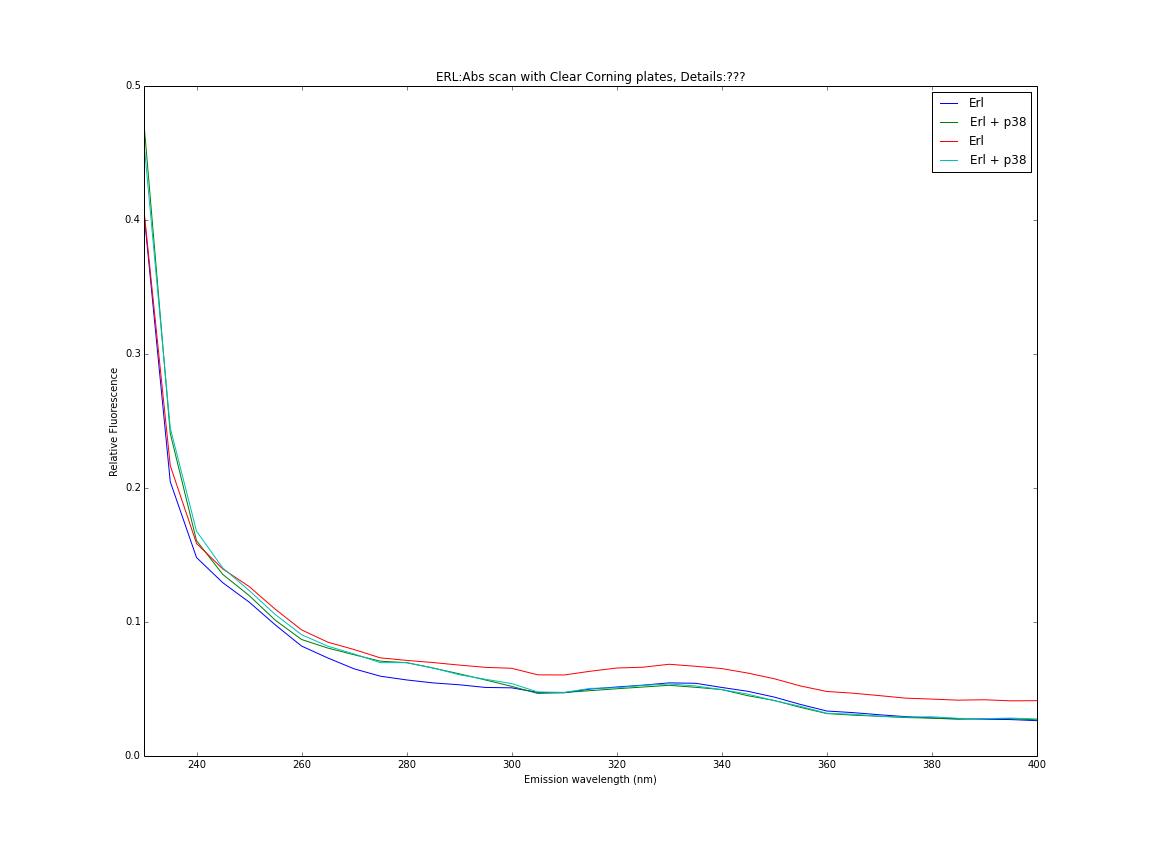 ERL:Abs scan with Clear Corning plates, Details:???
Erl
Erl + p38
Erl
Erl + p38
0.5
0.4
0.3
0.2
0.1
0.0
Relative Fluorescence
240 260 280 300 320 340 360 380 400
Emission wavelength (nm)